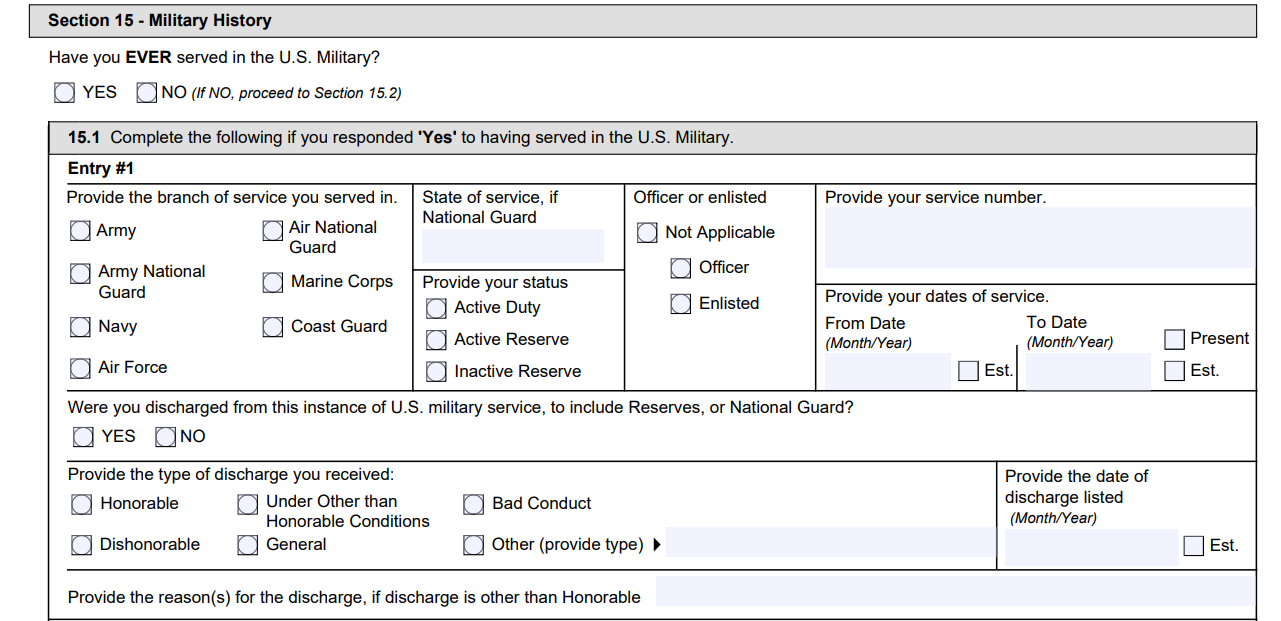 Section 15 - Military History
Have you EVER served in the U.S. Military?
YES NO (If NO, proceed to Section 15.2)
15.1 Complete the following if you responded 'Yes' to having served in the U.S. Military.
Entry #1
Provide the branch of service you served in.
Army
Air National
Guard
Army National
Guard
Marine Corps
Navy
Coast Guard
Air Force
State of service, if
National Guard
Provide your status
Active Duty
Active Reserve
Inactive Reserve
Officer or enlisted
Not Applicable
Officer
Enlisted
Provide your service number.
Provide your dates of service.
From Date
(Month/Year)
Est.
To Date
(Month/Year)
Present
Est.
Were you discharged from this instance of U.S. military service, to include Reserves, or National Guard?
YES NO
Provide the type of discharge you received:
Honorable
Under Other than
Honorable Conditions
Bad Conduct
Dishonorable
General
Other (provide type)
Provide the date of
discharge listed
(Month/Year)
Est.
Provide the reason(s) for the discharge, if discharge is other than Honorable